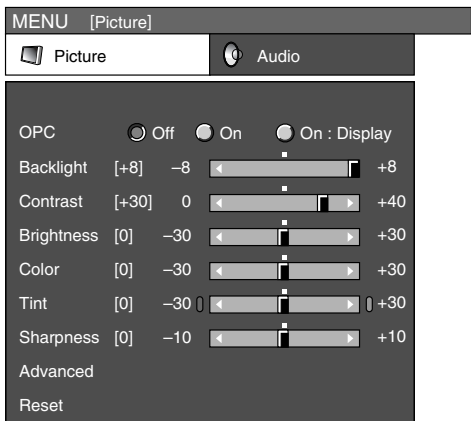 MENU [Picture]
Picture Audio
OPC Off On On : Display
Backlight [+8] –8 +8
Contrast [+30] 0 +40
Brightness [0] –30 +30
Color [0] –30 +30
Tint [0] –30 +30
Sharpness [0] –10 +10
Advanced
Reset